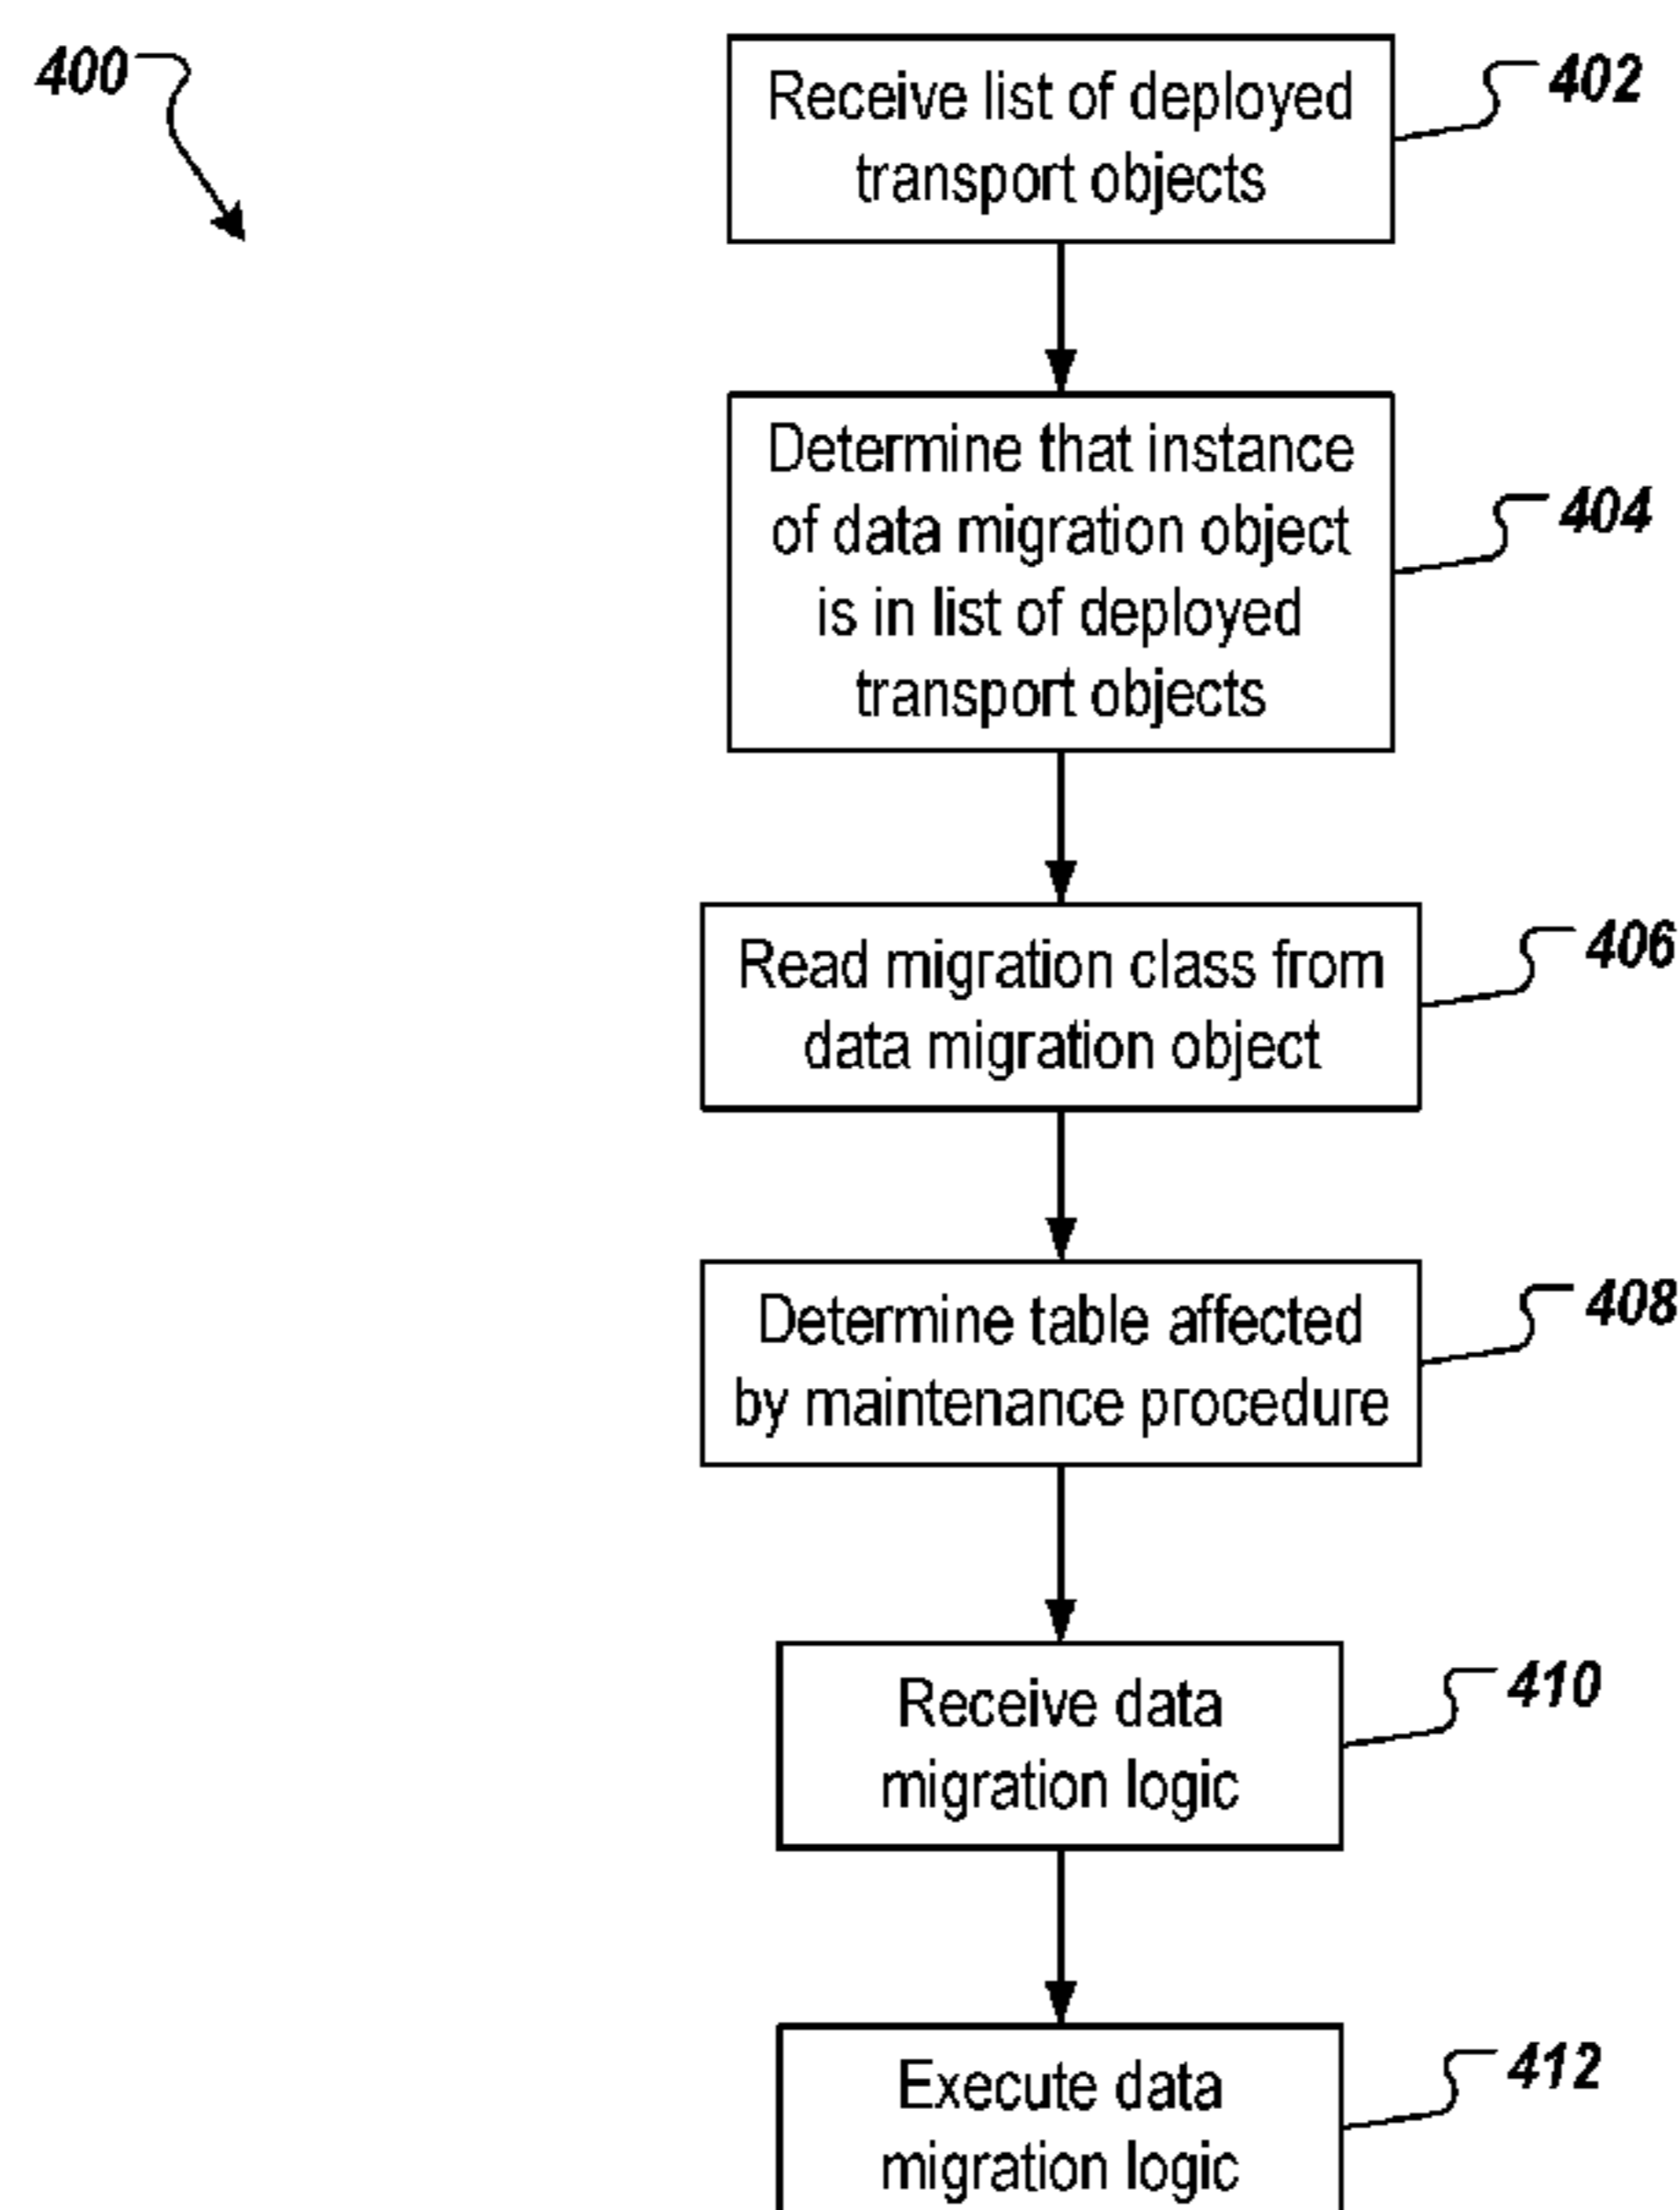 400
Receive list of deployed
transport objects
402
Determine that instance
of data migration object
is in list of deployed
transport objects
404
Read migration class from
data migration object
406
Determine table affected
by maintenance procedure
408
Receive data
migration logic
410
Execute data
migration logic
412